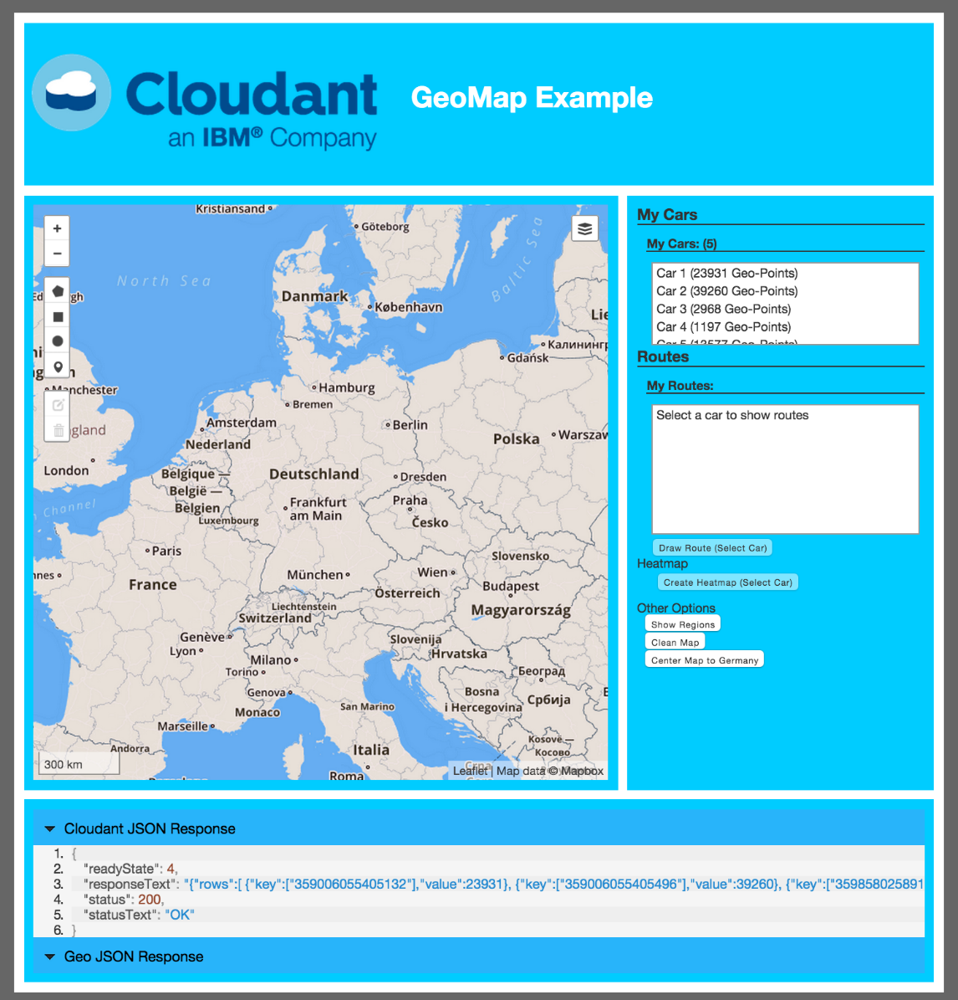 Cloudant
an IBM® Company
GeoMap Example
Kristiansand
Göteborg
North Sea
Baltic Sea
Danmark
København
Lie
Калинингр
Gdańsk
Manchester
Hamburg
Bremen
Amsterdam
Berlin
Nederland
Polska
Warszaw
gland
London
Belgique —
België —
Belgien
Deutschland
Dresden
Channel
Luxembourg
Frankfurt
am Main
Praha
Česko
Paris
Slovensko
nnes
France
München
Wien
Budapest
Österreich
Magyarország
Liechtenstein
Switzerland
Genève
Lyon
Slovenija
Hrvatska
Milano
Torino
Београд
Genova
Bosna
i Hercegovina
Србија
Monaco
San Marino
Marseille
Andorra
Italia
Kosovë —
Косово
Roma
300 km
Leaflet | Map data © Mapbox
My Cars
My Cars: (5)
Car 1 (23931 Geo-Points)
Car 2 (39260 Geo-Points)
Car 3 (2968 Geo-Points)
Car 4 (1197 Geo-Points)
Routes
My Routes:
Select a car to show routes
Draw Route (Select Car)
Heatmap
Create Heatmap (Select Car)
Other Options
Show Regions
Clean Map
Center Map to Germany
Cloudant JSON Response
1. {
2. "readyState": 4,
3. "responseText": "{"rows":[ {"key":["359006055405132"],"value":23931}, {"key":["359006055405496"],"value":39260}, {"key":["359858025891
4. "status": 200,
5. "statusText": "OK"
6. }
Geo JSON Response